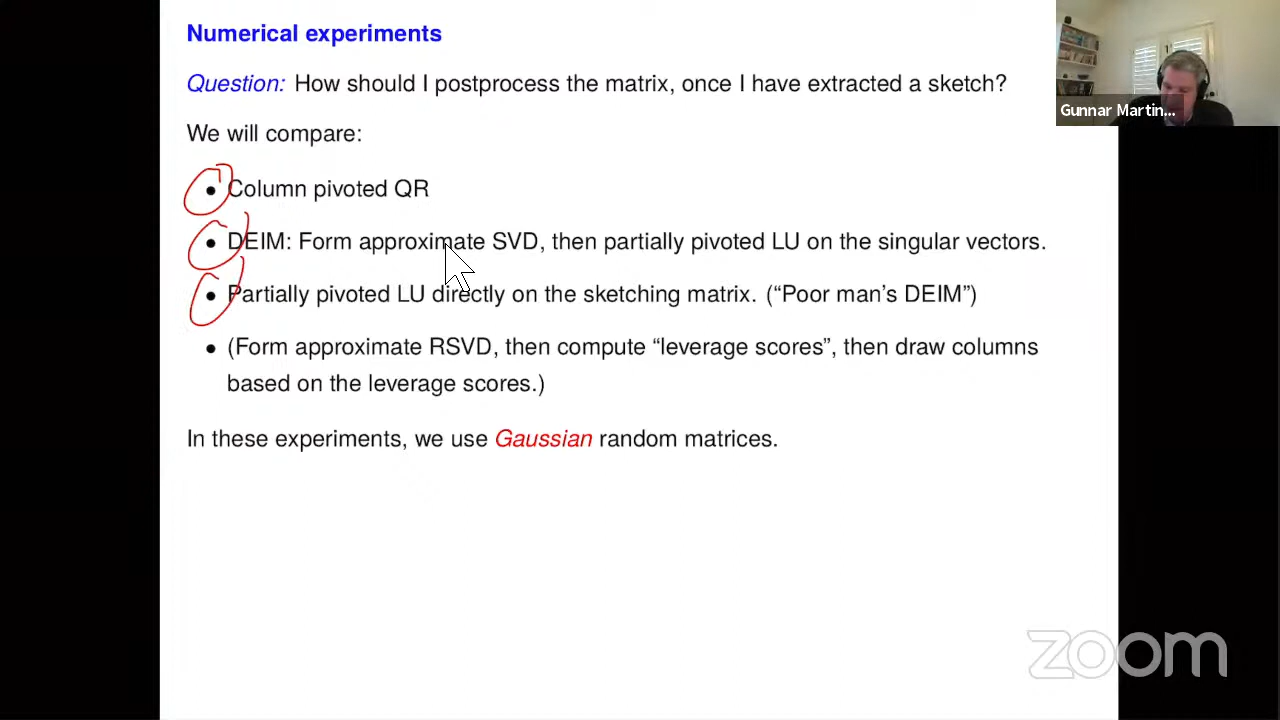 Numerical experiments
Question: How should I postprocess the matrix, once I have extracted a sketch?
Gunnar Martin...
We will compare:
• Column pivoted QR
• DEIM: Form approximate SVD, then partially pivoted LU on the singular vectors.
• Partially pivoted LU directly on the sketching matrix. (“Poor man’s DEIM”)
• (Form approximate RSVD, then compute “leverage scores”, then draw columns
based on the leverage scores.)
In these experiments, we use Gaussian random matrices.
zoom